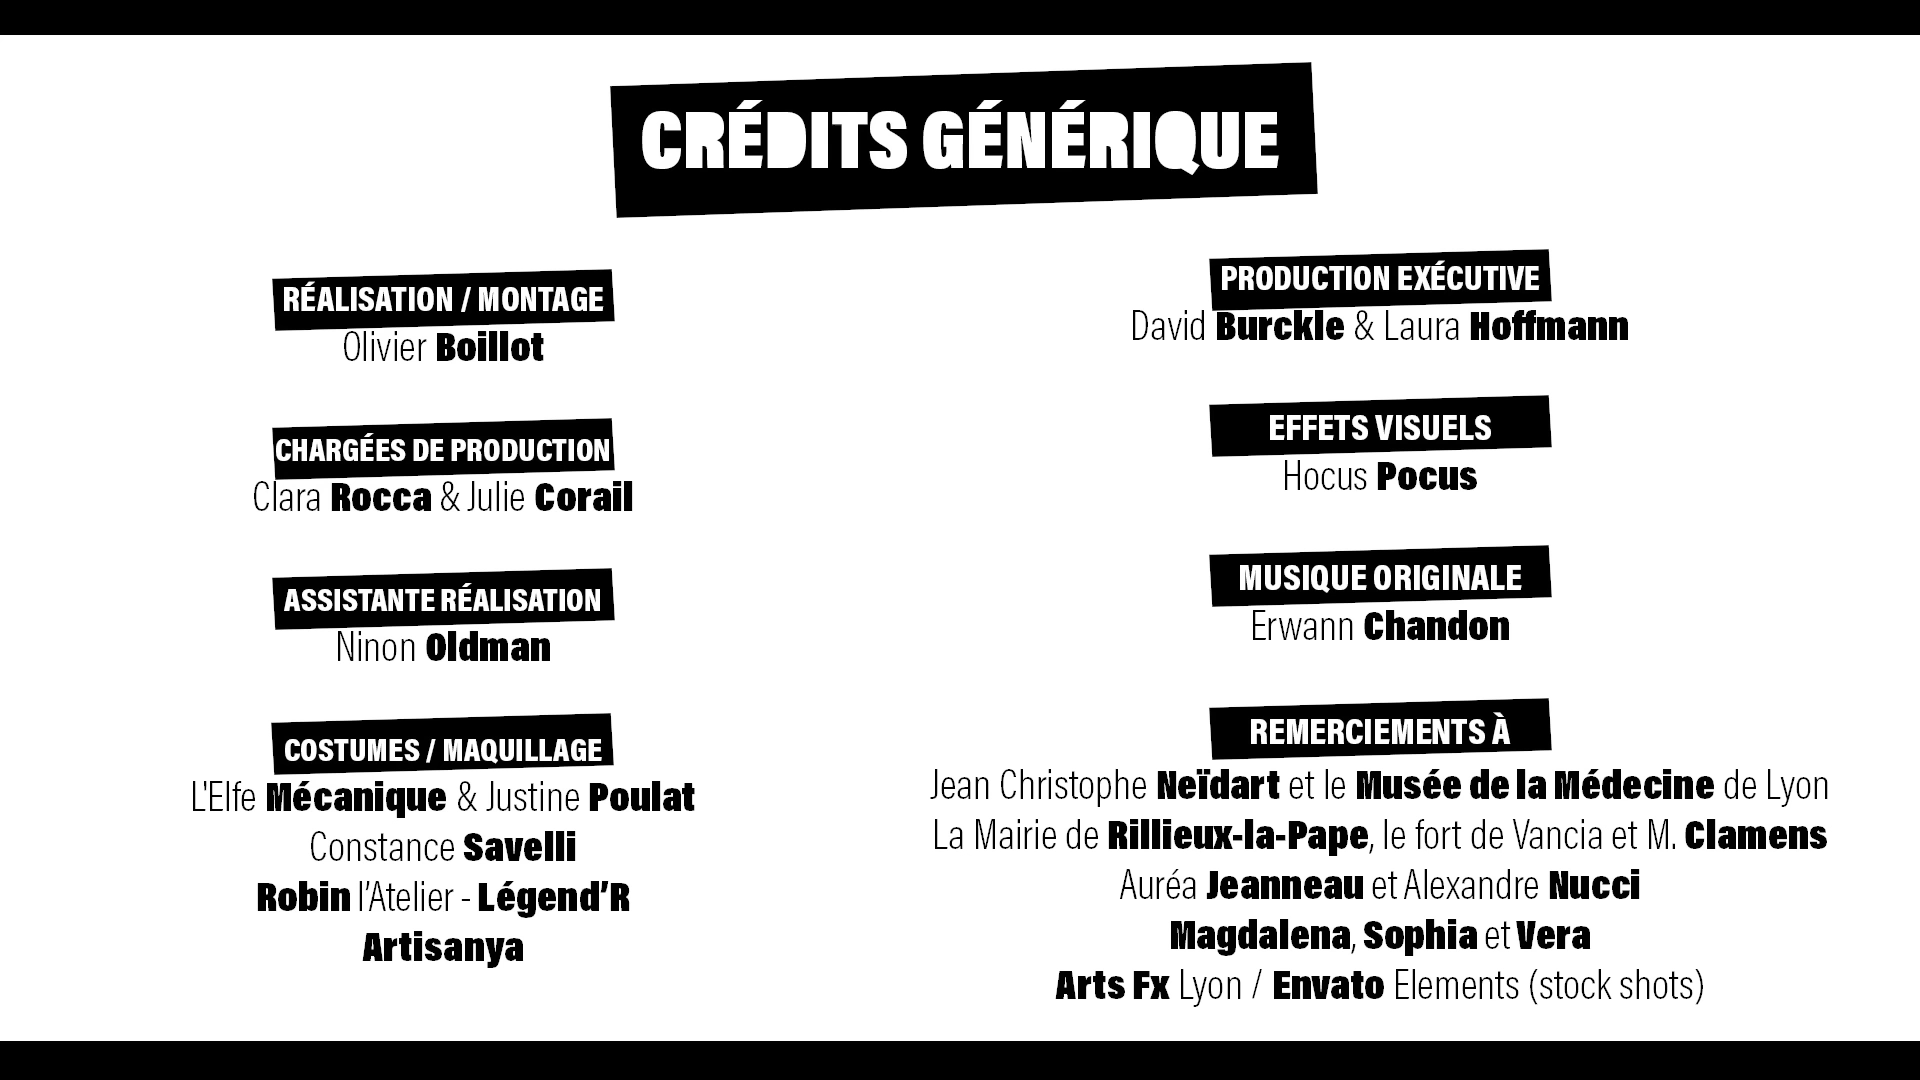 CRÉDITS GÉNÉRIQUE
RÉALISATION / MONTAGE
Olivier Boillot
CHARGÉES DE PRODUCTION
Clara Rocca & Julie Corail
ASSISTANTE RÉALISATION
Ninon Oldman
COSTUMES / MAQUILLAGE
L'Elfe Mécanique & Justine Poulat
Constance Savelli
Robin l’Atelier - Légend’R
Artisanya
PRODUCTION EXÉCUTIVE
David Burckle & Laura Hoffmann
EFFETS VISUELS
Hocus Pocus
MUSIQUE ORIGINALE
Erwann Chandon
REMERCIEMENTS À
Jean Christophe Neïdart et le Musée de la Médecine de Lyon
La Mairie de Rillieux-la-Pape, le fort de Vancia et M. Clamens
Auréa Jeanneau et Alexandre Nucci
Magdalena, Sophia et Vera
Arts Fx Lyon / Envato Elements (stock shots)